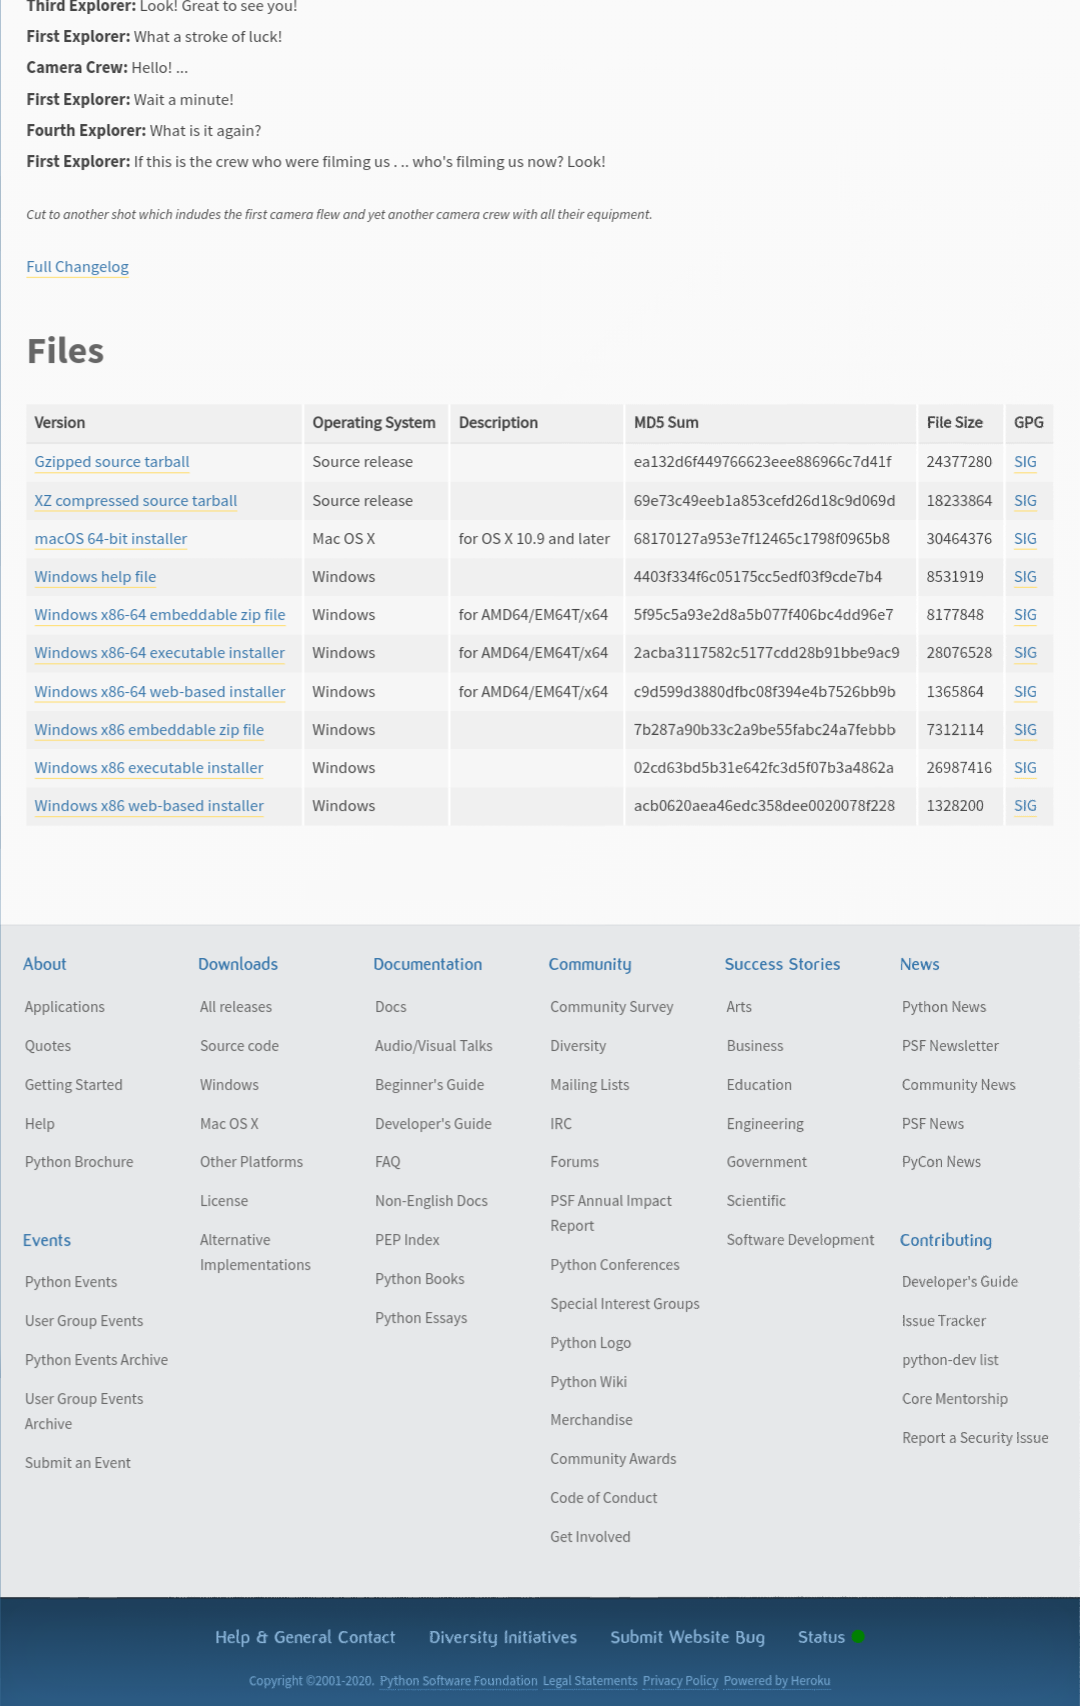 Third Explorer: Look! Great to see you!
First Explorer: What a stroke of luck!
Camera Crew: Hello! ...
First Explorer: Wait a minute!
Fourth Explorer: What is it again?
First Explorer: If this is the crew who were filming us . .. who's filming us now? Look!
Cut to another shot which indudes the first camera flew and yet another camera crew with all their equipment.
Full Changelog
Files
Version Operating System Description MD5 Sum File Size GPG
Gzipped source tarball Source release ea132d6f449766623eee886966c7d41f 24377280 SIG
XZ compressed source tarball Source release 69e73c49eeb1a853cefd26d18c9d069d 18233864 SIG
macOS 64-bit installer Mac OS X for OS X 10.9 and later 68170127a953e7f12465c1798f0965b8 30464376 SIG
Windows help file Windows 4403f334f6c05175cc5edf03f9cde7b4 8531919 SIG
Windows x86-64 embeddable zip file Windows for AMD64/EM64T/x64 5f95c5a93e2d8a5b077f406bc4dd96e7 8177848 SIG
Windows x86-64 executable installer Windows for AMD64/EM64T/x64 2acba3117582c5177cdd28b91bbe9ac9 28076528 SIG
Windows x86-64 web-based installer Windows for AMD64/EM64T/x64 c9d599d3880dfbc08f394e4b7526bb9b 1365864 SIG
Windows x86 embeddable zip file Windows 7b287a90b33c2a9be55fabc24a7febbb 7312114 SIG
Windows x86 executable installer Windows 02cd63bd5b31e642fc3d5f07b3a4862a 26987416 SIG
Windows x86 web-based installer Windows acb0620aea46edc358dee0020078f228 1328200 SIG
About
Applications
Quotes
Getting Started
Help
Python Brochure
Events
Python Events
User Group Events
Python Events Archive
User Group Events
Archive
Submit an Event
Downloads
All releases
Source code
Windows
Mac OS X
Other Platforms
License
Alternative
Implementations
Documentation
Docs
Audio/Visual Talks
Beginner's Guide
Developer's Guide
FAQ
Non-English Docs
PEP Index
Python Books
Python Essays
Community
Community Survey
Diversity
Mailing Lists
IRC
Forums
PSF Annual Impact
Report
Python Conferences
Special Interest Groups
Python Logo
Python Wiki
Merchandise
Community Awards
Code of Conduct
Get Involved
Success Stories
Arts
Business
Education
Engineering
Government
Scientific
Software Development
News
Python News
PSF Newsletter
Community News
PSF News
PyCon News
Contributing
Developer's Guide
Issue Tracker
python-dev list
Core Mentorship
Report a Security Issue
Help & General Contact Diversity Initiatives Submit Website Bug Status
Copyright ©2001-2020. Python Software Foundation Legal Statements Privacy Policy Powered by Heroku